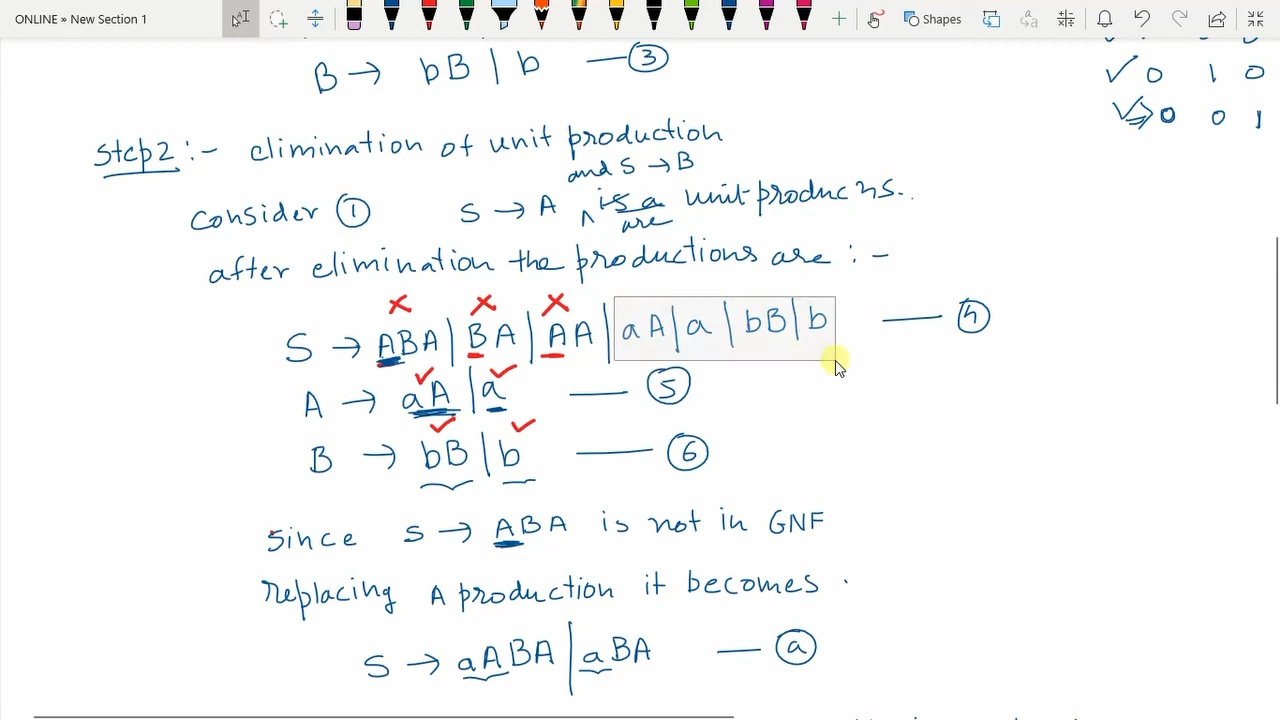 ONLINE » New Section 1
Shapes
B → bB | b — ③
✓ 0 1 0
✓ 0 0 1
Step2 :- elimination of unit production
and S → B
Consider ① S → A ∧ is a unit producns.
are
after elimination the productions are :-
S → ABA | BA | AA | aA | a | bB | b — ④
A → aA | a — ⑤
B → bB | b — ⑥
Since S → ABA is not in GNF
replacing A production it becomes .
S → aABA | aBA — ⓐ